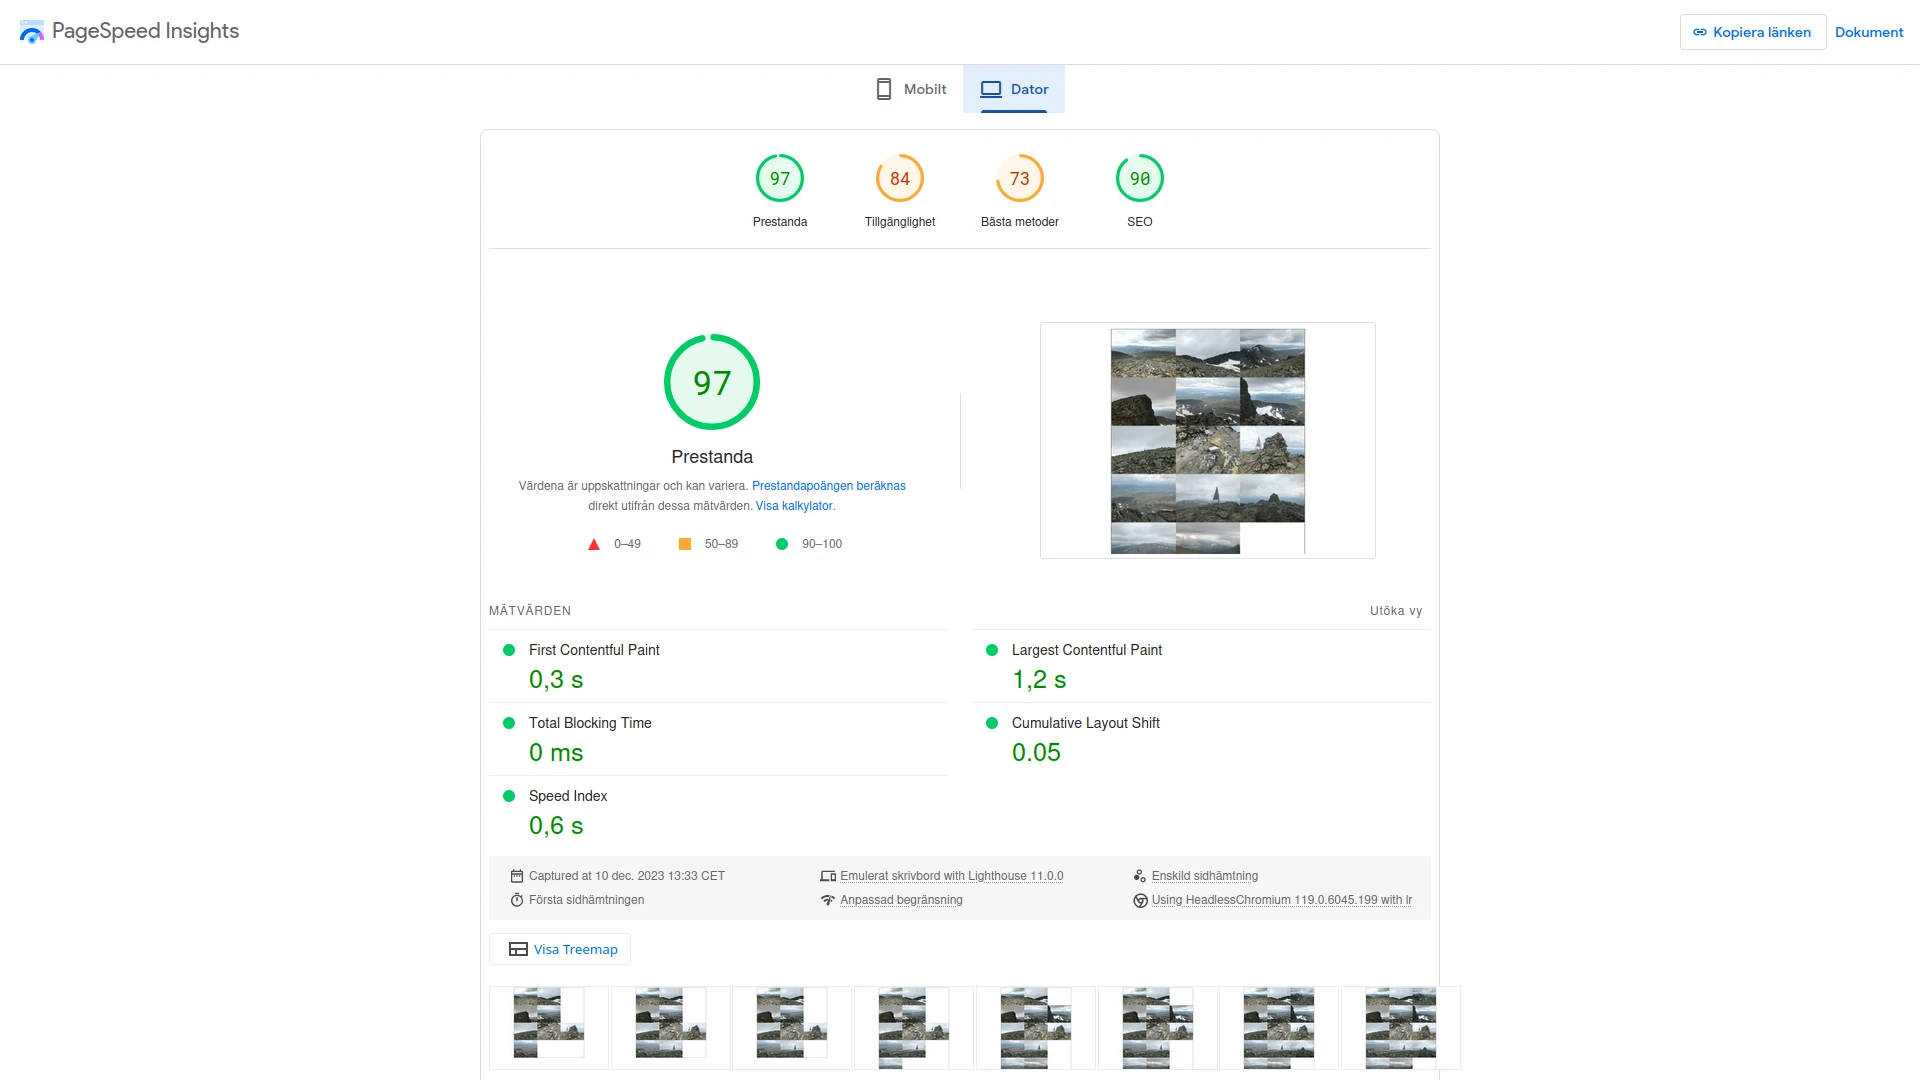 PageSpeed Insights
Kopiera länken
Dokument
Mobilt
Dator
97
84
73
90
Prestanda
Tillgänglighet
Bästa metoder
SEO
97
Prestanda
Värdena är uppskattningar och kan variera. Prestandapoängen beräknas
direkt utifrån dessa mätvärden. Visa kalkylator.
0–49
50–89
90–100
MÄTVÄRDEN
Utöka vy
First Contentful Paint
0,3 s
Largest Contentful Paint
1,2 s
Total Blocking Time
0 ms
Cumulative Layout Shift
0.05
Speed Index
0,6 s
Captured at 10 dec. 2023 13:33 CET
Emulerat skrivbord with Lighthouse 11.0.0
Enskild sidhämtning
Första sidhämtningen
Anpassad begränsning
Using HeadlessChromium 119.0.6045.199 with lr
Visa Treemap